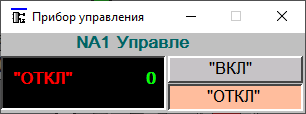 Прибор управления
NA1 Управле
"ОТКЛ" 0
"ВКЛ"
"ОТКЛ"